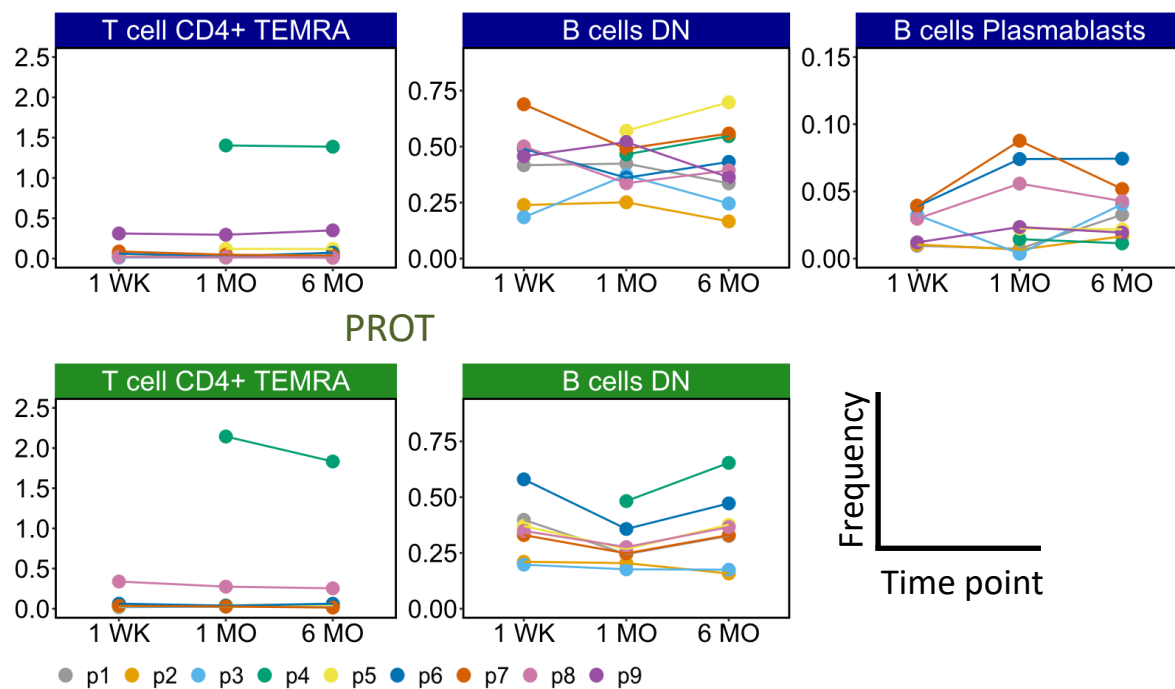 T cell CD4+ TEMRA
B cells DN
B cells Plasmablasts
2.5
2.0
1.5
1.0
0.5
0.0
0.75
0.50
0.25
0.00
0.15
0.10
0.05
0.00
1 WK 1 MO 6 MO
1 WK 1 MO 6 MO
1 WK 1 MO 6 MO
PROT
T cell CD4+ TEMRA
B cells DN
2.5
2.0
1.5
1.0
0.5
0.0
0.75
0.50
0.25
0.00
1 WK 1 MO 6 MO
1 WK 1 MO 6 MO
Frequency
Time point
p1 p2 p3 p4 p5 p6 p7 p8 p9